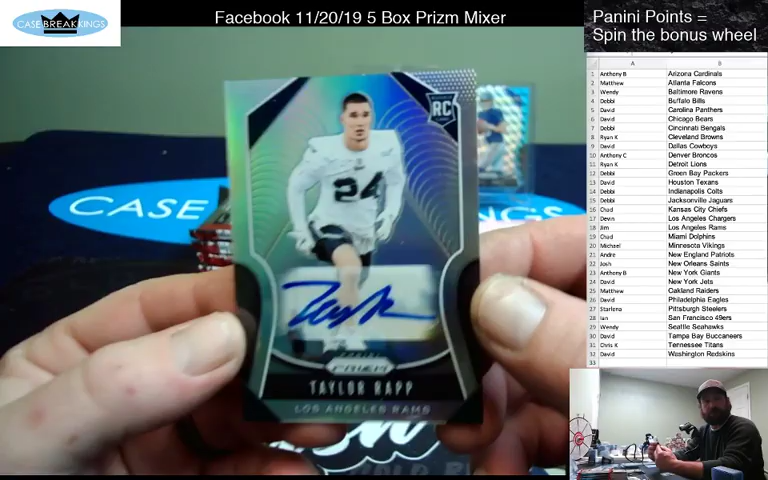 CASE BREAK KINGS
Facebook 11/20/19 5 Box Prizm Mixer
Panini Points =
Spin the bonus wheel
A B
1 Anthony B Arizona Cardinals
2 Matthew Atlanta Falcons
3 Wendy Baltimore Ravens
4 Debbi Buffalo Bills
5 David Carolina Panthers
6 David Chicago Bears
7 Debbi Cincinnati Bengals
8 Ryan K Cleveland Browns
9 David Dallas Cowboys
10 Anthony C Denver Broncos
11 Ryan K Detroit Lions
12 Debbi Green Bay Packers
13 David Houston Texans
14 Debbi Indianapolis Colts
15 Debbi Jacksonville Jaguars
16 Chad Kansas City Chiefs
17 Devin Los Angeles Chargers
18 Jim Los Angeles Rams
19 Chad Miami Dolphins
20 Michael Minnesota Vikings
21 Andre New England Patriots
22 Josh New Orleans Saints
23 Anthony B New York Giants
24 David New York Jets
25 Matthew Oakland Raiders
26 David Philadelphia Eagles
27 Starlena Pittsburgh Steelers
28 Ian San Francisco 49ers
29 Wendy Seattle Seahawks
30 David Tampa Bay Buccaneers
31 Chris K Tennessee Titans
32 David Washington Redskins
33
RC
24
CASE
KINGS
PANINI
PRIZM
TAYLOR RAPP
LOS ANGELES RAMS